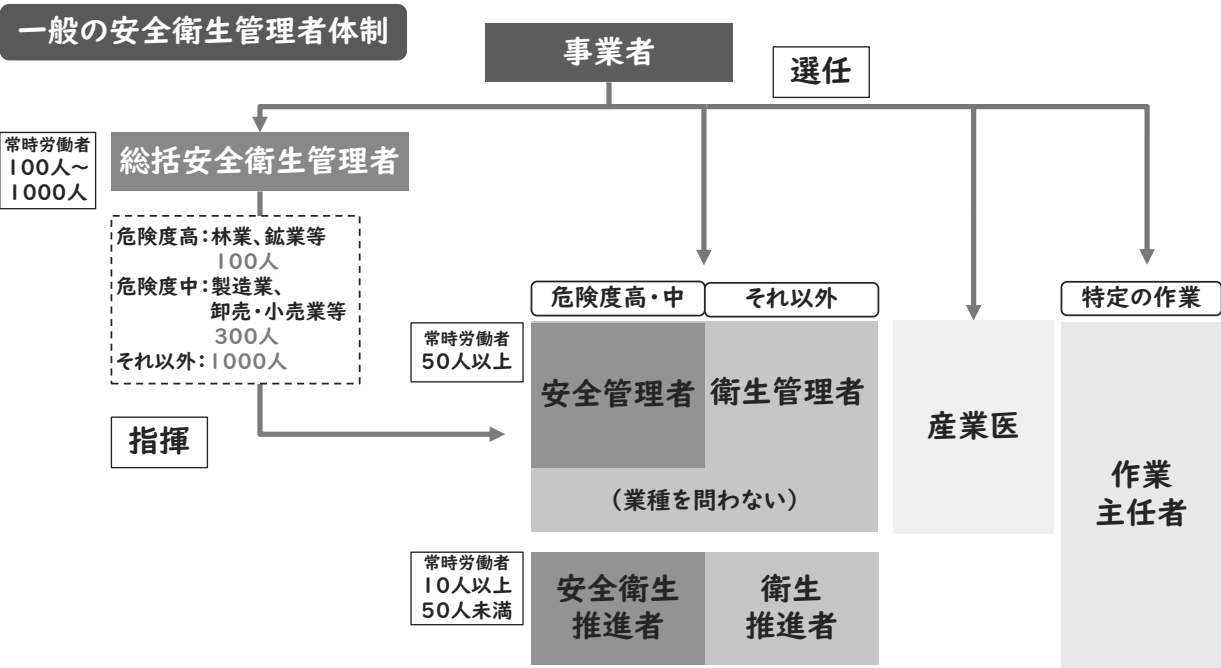 一般の安全衛生管理者体制
事業者
選任
常時労働者
100人〜
1000人
総括安全衛生管理者
危険度高：林業、鉱業等
100人
危険度中：製造業、
卸売・小売業等
300人
それ以外：1000人
指揮
危険度高・中
それ以外
特定の作業
常時労働者
50人以上
安全管理者
衛生管理者
（業種を問わない）
産業医
作業
主任者
常時労働者
10人以上
50人未満
安全衛生
推進者
衛生
推進者